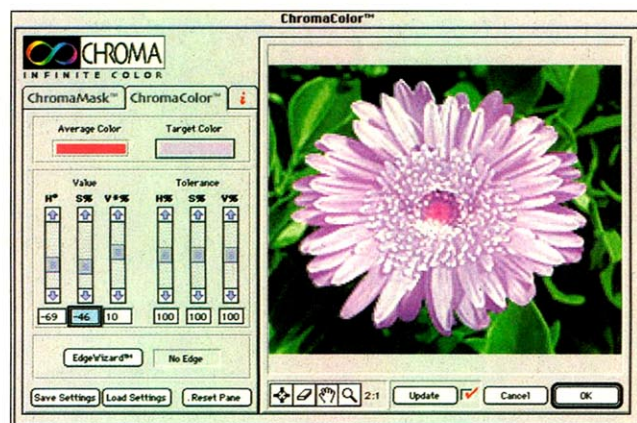 ChromaColor™
CHROMA
INFINITE COLOR
ChromaMask™ ChromaColor™ i
Average Color Target Color
Value Tolerance
H° S% V*% H% S% V%
-69 -46 10 100 100 100
EdgeWizard™ No Edge
Save Settings Load Settings Reset Pane
2:1 Update Cancel OK